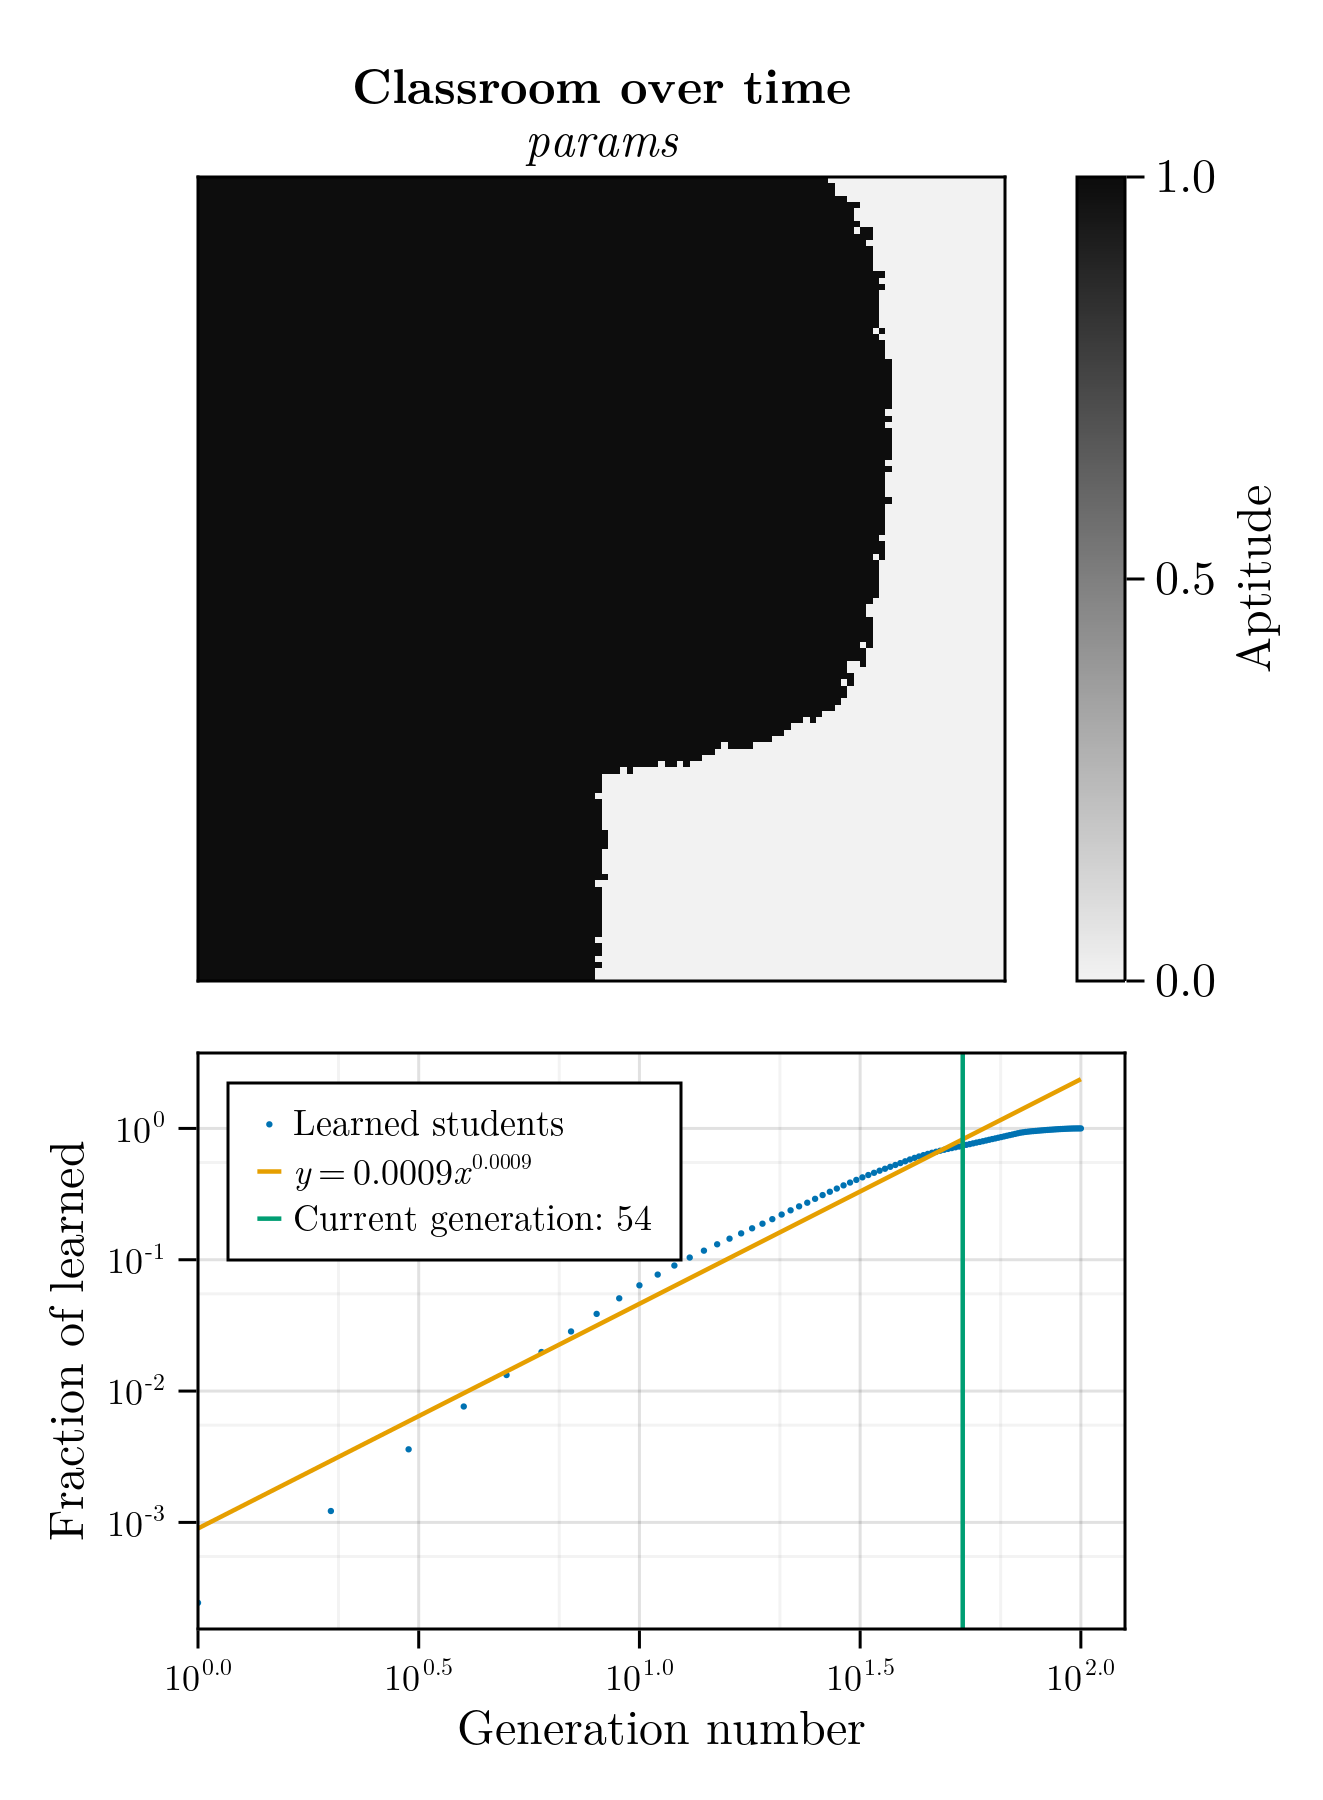 Classroom over time
params
1.0
0.5
0.0
Aptitude
Learned students
y = 0.0009x^0.0009
Current generation: 54
10^0
10^-1
10^-2
10^-3
Fraction of learned
10^0.0 10^0.5 10^1.0 10^1.5 10^2.0
Generation number